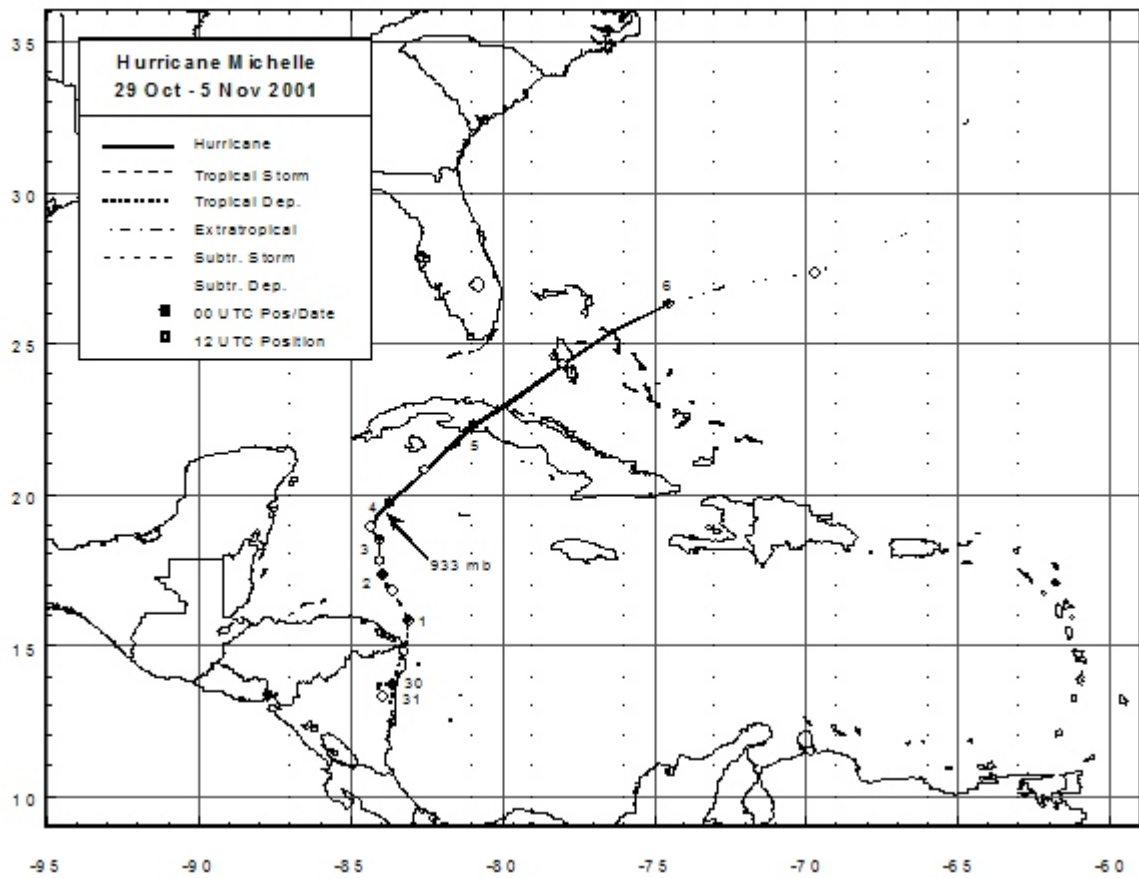 Hurricane Michelle
29 Oct - 5 Nov 2001
Hurricane
Tropical Storm
Tropical Dep.
Extratropical
Subtr. Storm
Subtr. Dep.
00 UTC Pos/Date
12 UTC Position
35
30
25
20
15
10
6
5
4
3
933 mb
2
1
30
31
-95
-90
-85
-80
-75
-70
-65
-60